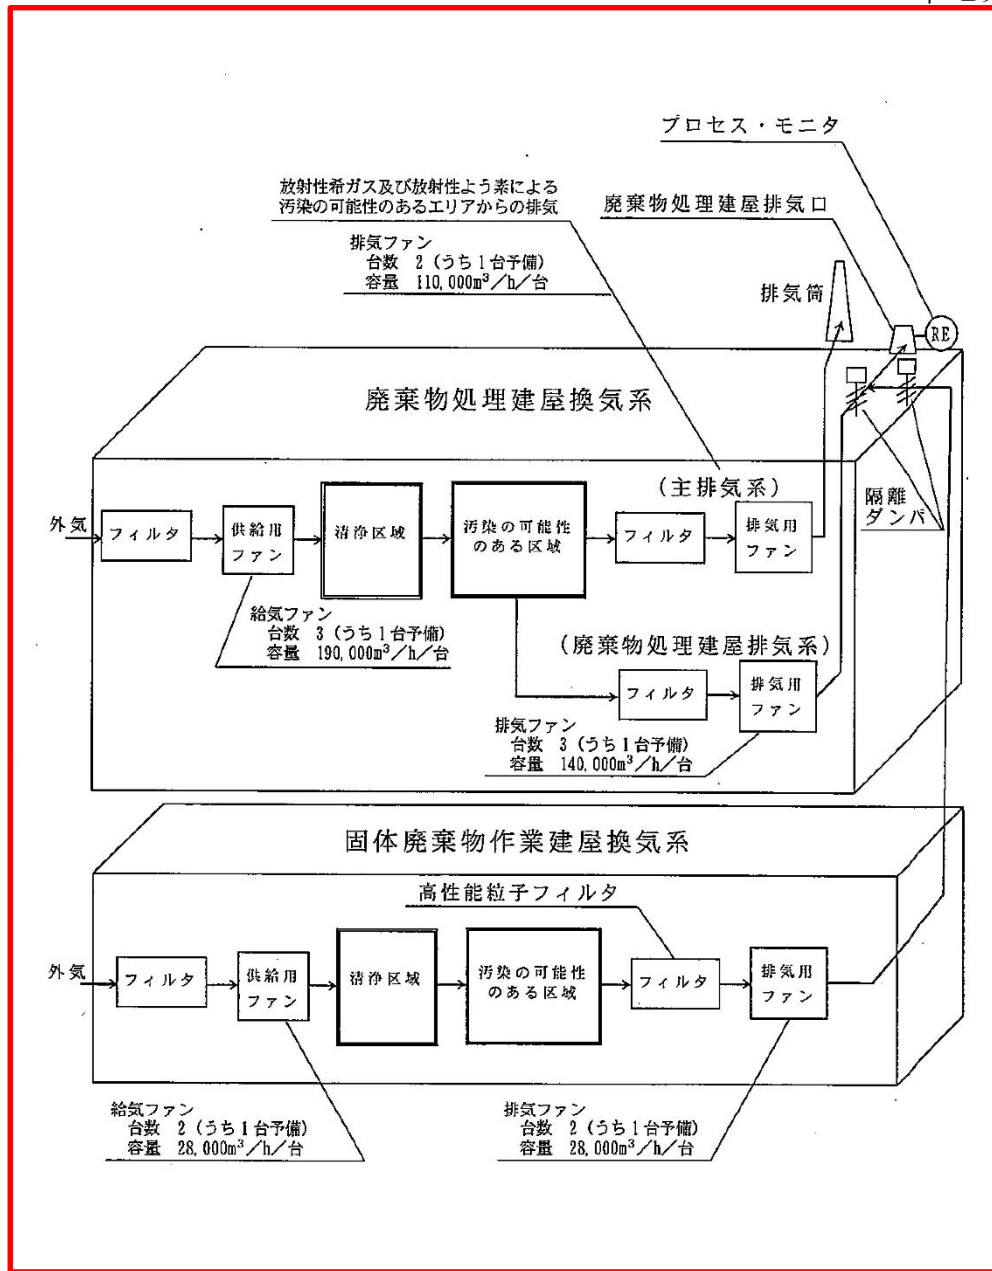 プロセス・モニタ
放射性希ガス及び放射性よう素による
汚染の可能性のあるエリアからの排気
廃棄物処理建屋排気口
排気ファン
台数 2 (うち1台予備)
容量 110,000m³/h/台
排気筒
RE
廃棄物処理建屋換気系
(主排気系)
隔離
ダンパ
外気
フィルタ
供給用
ファン
清浄区域
汚染の可能性
のある区域
フィルタ
排気用
ファン
給気ファン
台数 3 (うち1台予備)
容量 190,000m³/h/台
(廃棄物処理建屋排気系)
フィルタ
排気用
ファン
排気ファン
台数 3 (うち1台予備)
容量 140,000m³/h/台
固体廃棄物作業建屋換気系
高性能粒子フィルタ
外気
フィルタ
供給用
ファン
清浄区域
汚染の可能性
のある区域
フィルタ
排気用
ファン
給気ファン
台数 2 (うち1台予備)
容量 28,000m³/h/台
排気ファン
台数 2 (うち1台予備)
容量 28,000m³/h/台